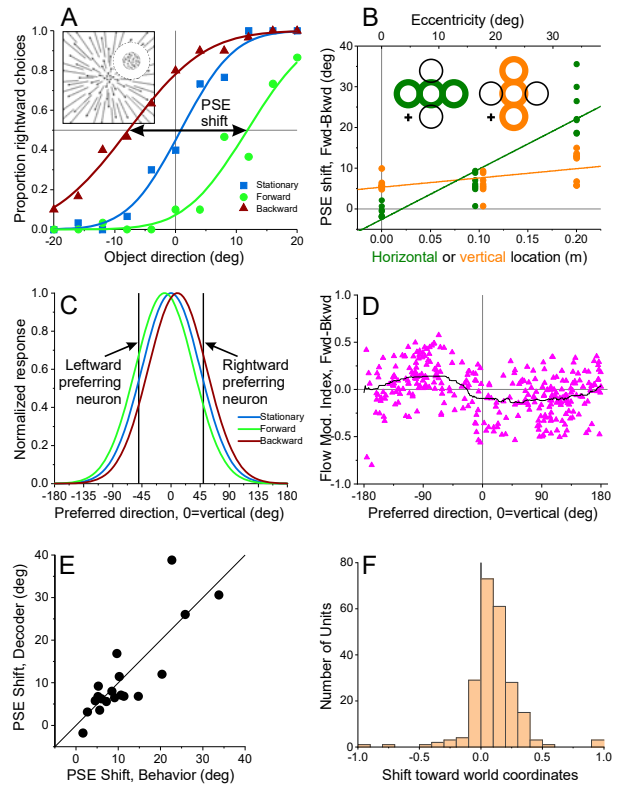 A
Proportion rightward choices
1.0
0.8
0.6
0.4
0.2
0.0
PSE
shift
Stationary
Forward
Backward
-20
-10
0
10
20
Object direction (deg)
B
Eccentricity (deg)
0
10
20
30
PSE shift, Fwd-Bkwd (deg)
40
30
20
10
0
0.00
0.05
0.10
0.15
0.20
Horizontal or vertical location (m)
C
Normalized response
1.0
0.8
0.6
0.4
0.2
0.0
Leftward
preferring
neuron
Rightward
preferring
neuron
Stationary
Forward
Backward
-180
-135
-90
-45
0
45
90
135
180
Preferred direction, 0=vertical (deg)
D
Flow Mod. Index, Fwd-Bkwd
1.0
0.5
0.0
-0.5
-1.0
-180
-90
0
90
180
Preferred direction, 0=vertical (deg)
E
PSE Shift, Decoder (deg)
40
30
20
10
0
0
10
20
30
40
PSE Shift, Behavior (deg)
F
Number of Units
80
60
40
20
0
-1.0
-0.5
0.0
0.5
1.0
Shift toward world coordinates